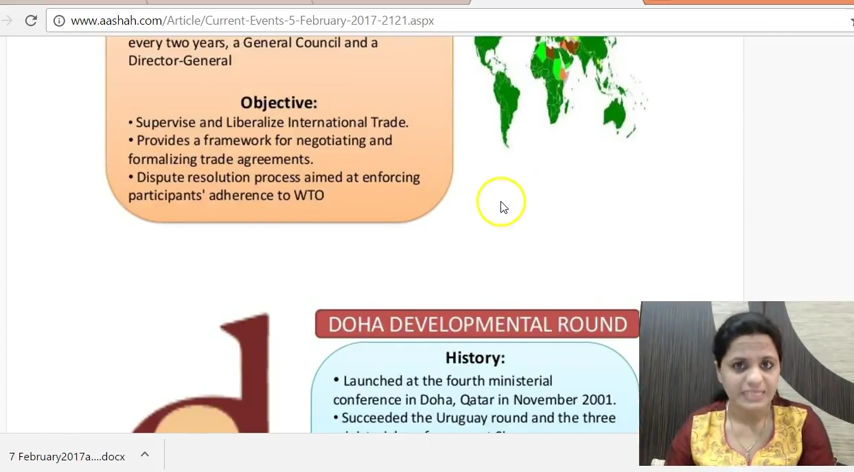 www.aashah.com/Article/Current-Events-5-February-2017-2121.aspx
every two years, a General Council and a
Director-General
Objective:
• Supervise and Liberalize International Trade.
• Provides a framework for negotiating and
formalizing trade agreements.
• Dispute resolution process aimed at enforcing
participants' adherence to WTO
d
DOHA DEVELOPMENTAL ROUND
History:
• Launched at the fourth ministerial
conference in Doha, Qatar in November 2001.
• Succeeded the Uruguay round and the three
7 February2017a....docx